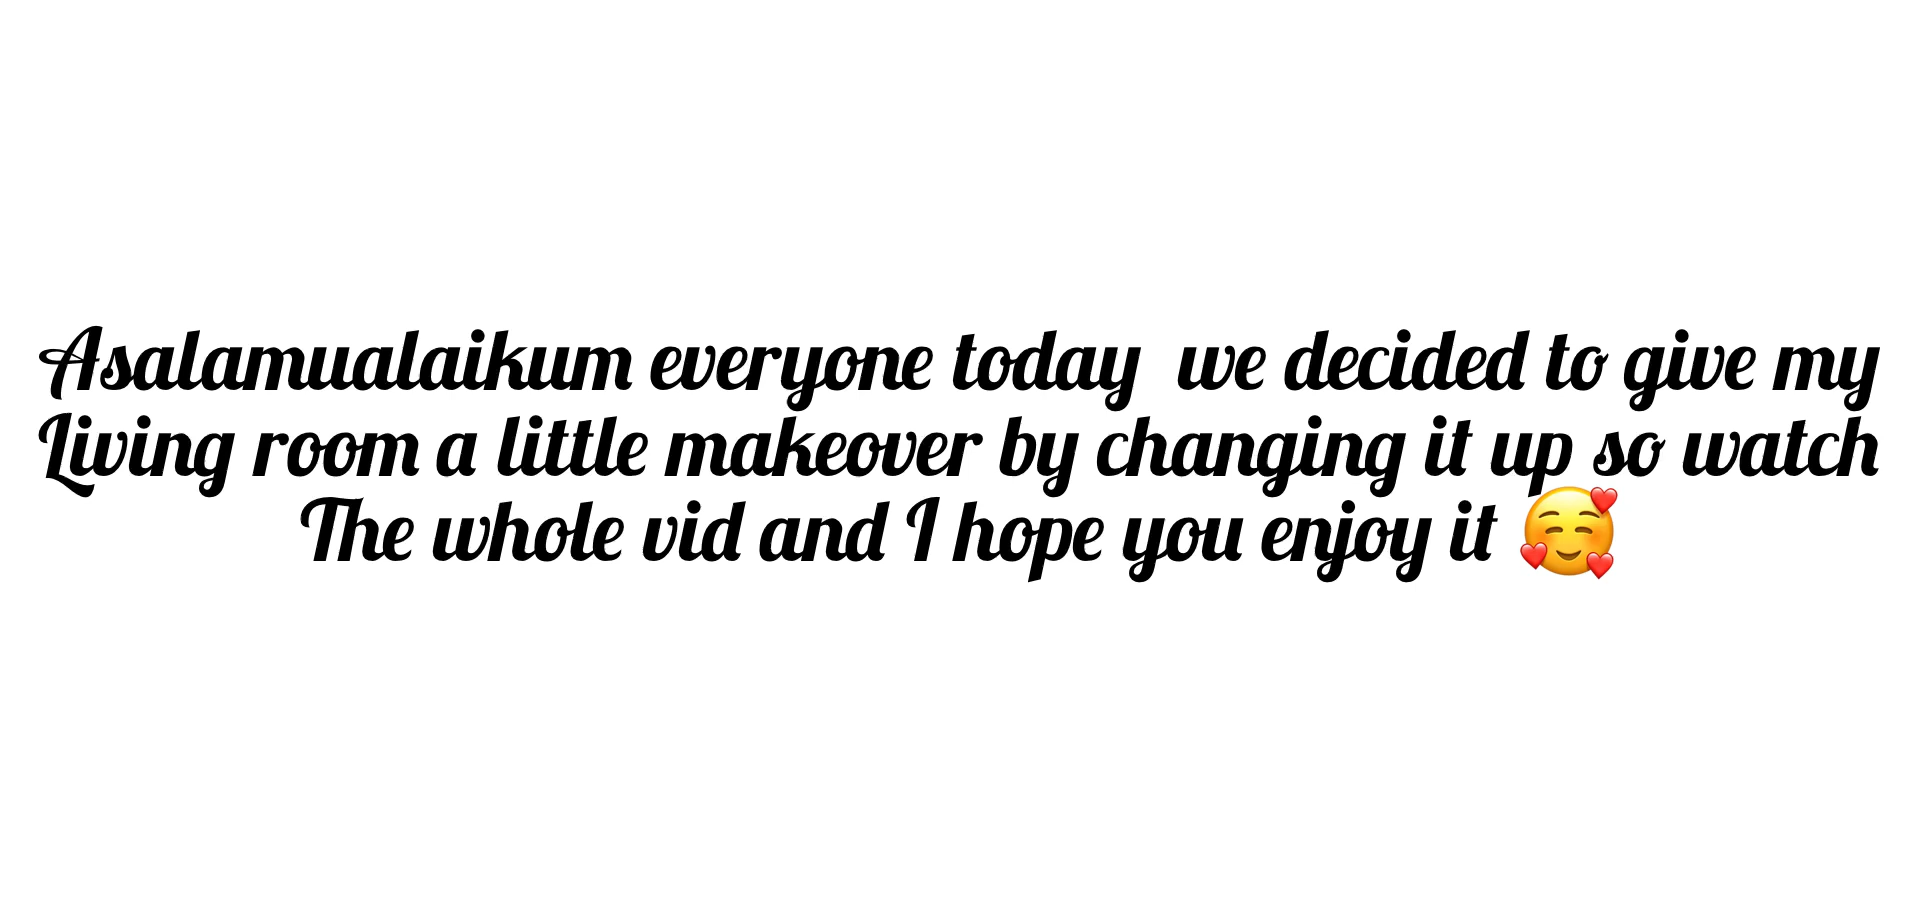 Asalamualaikum everyone today  we decided to give my
Living room a little makeover by changing it up so watch
The whole vid and I hope you enjoy it 🥰